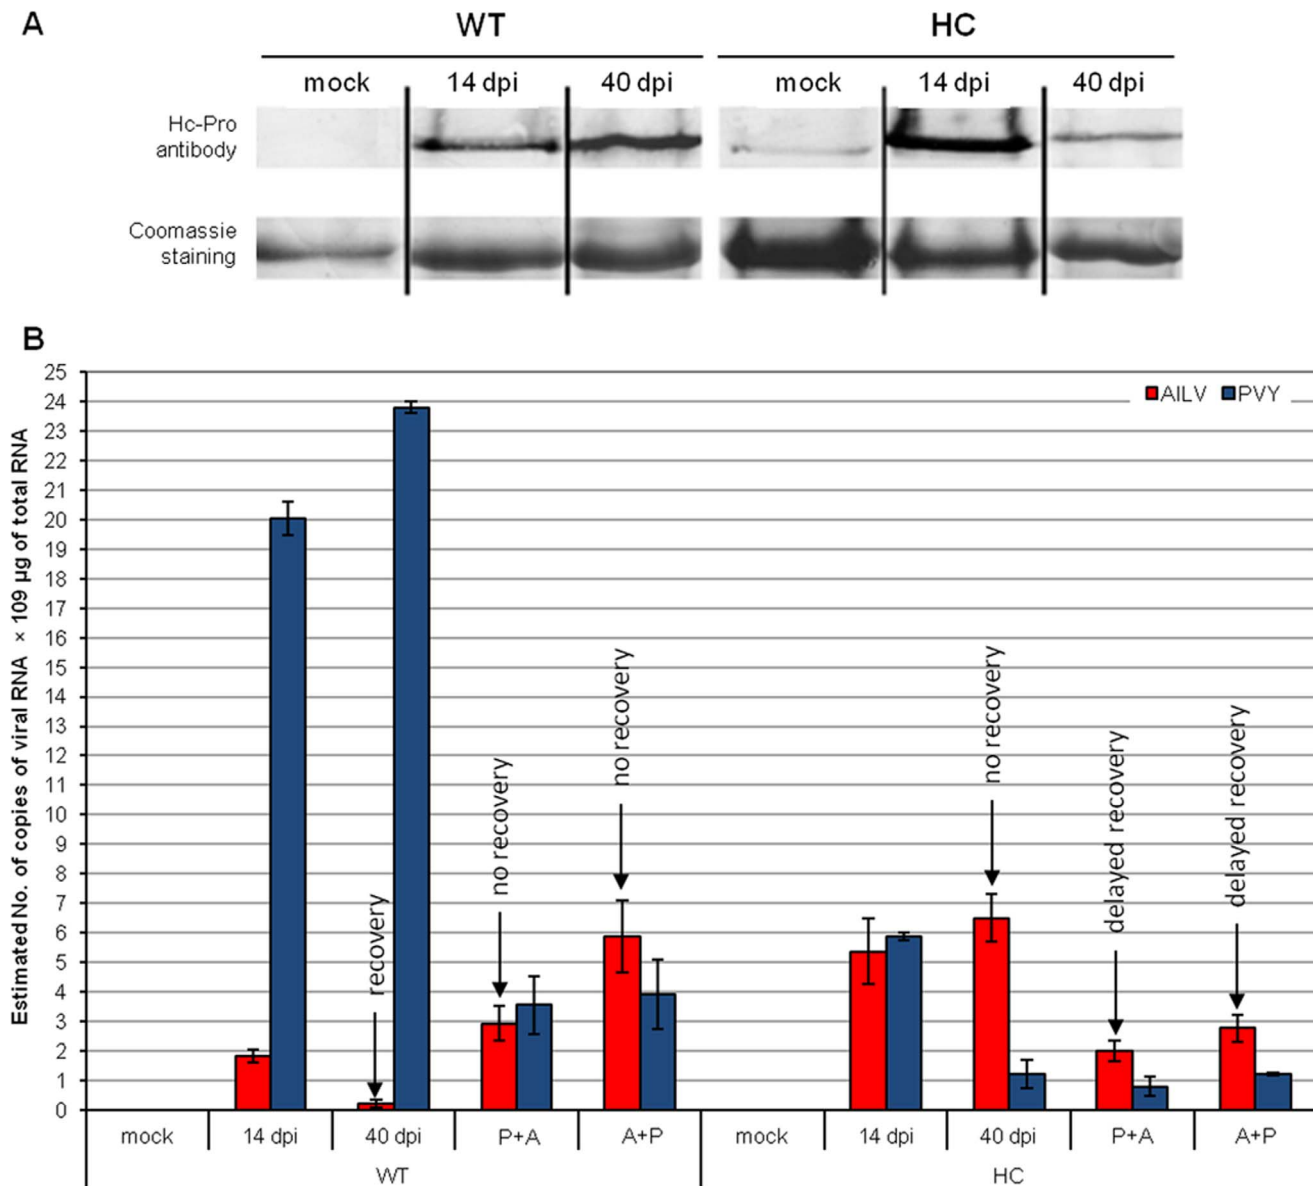 A
WT
HC
mock
14 dpi
40 dpi
mock
14 dpi
40 dpi
Hc-Pro
antibody
Coomassie
staining
B
25
24
23
22
21
20
19
18
17
16
15
14
13
12
11
10
9
8
7
6
5
4
3
2
1
0
Estimated No. of copies of viral RNA × 109 µg of total RNA
AILV
PVY
recovery
no recovery
no recovery
no recovery
delayed recovery
delayed recovery
mock
14 dpi
40 dpi
P+A
A+P
mock
14 dpi
40 dpi
P+A
A+P
WT
HC